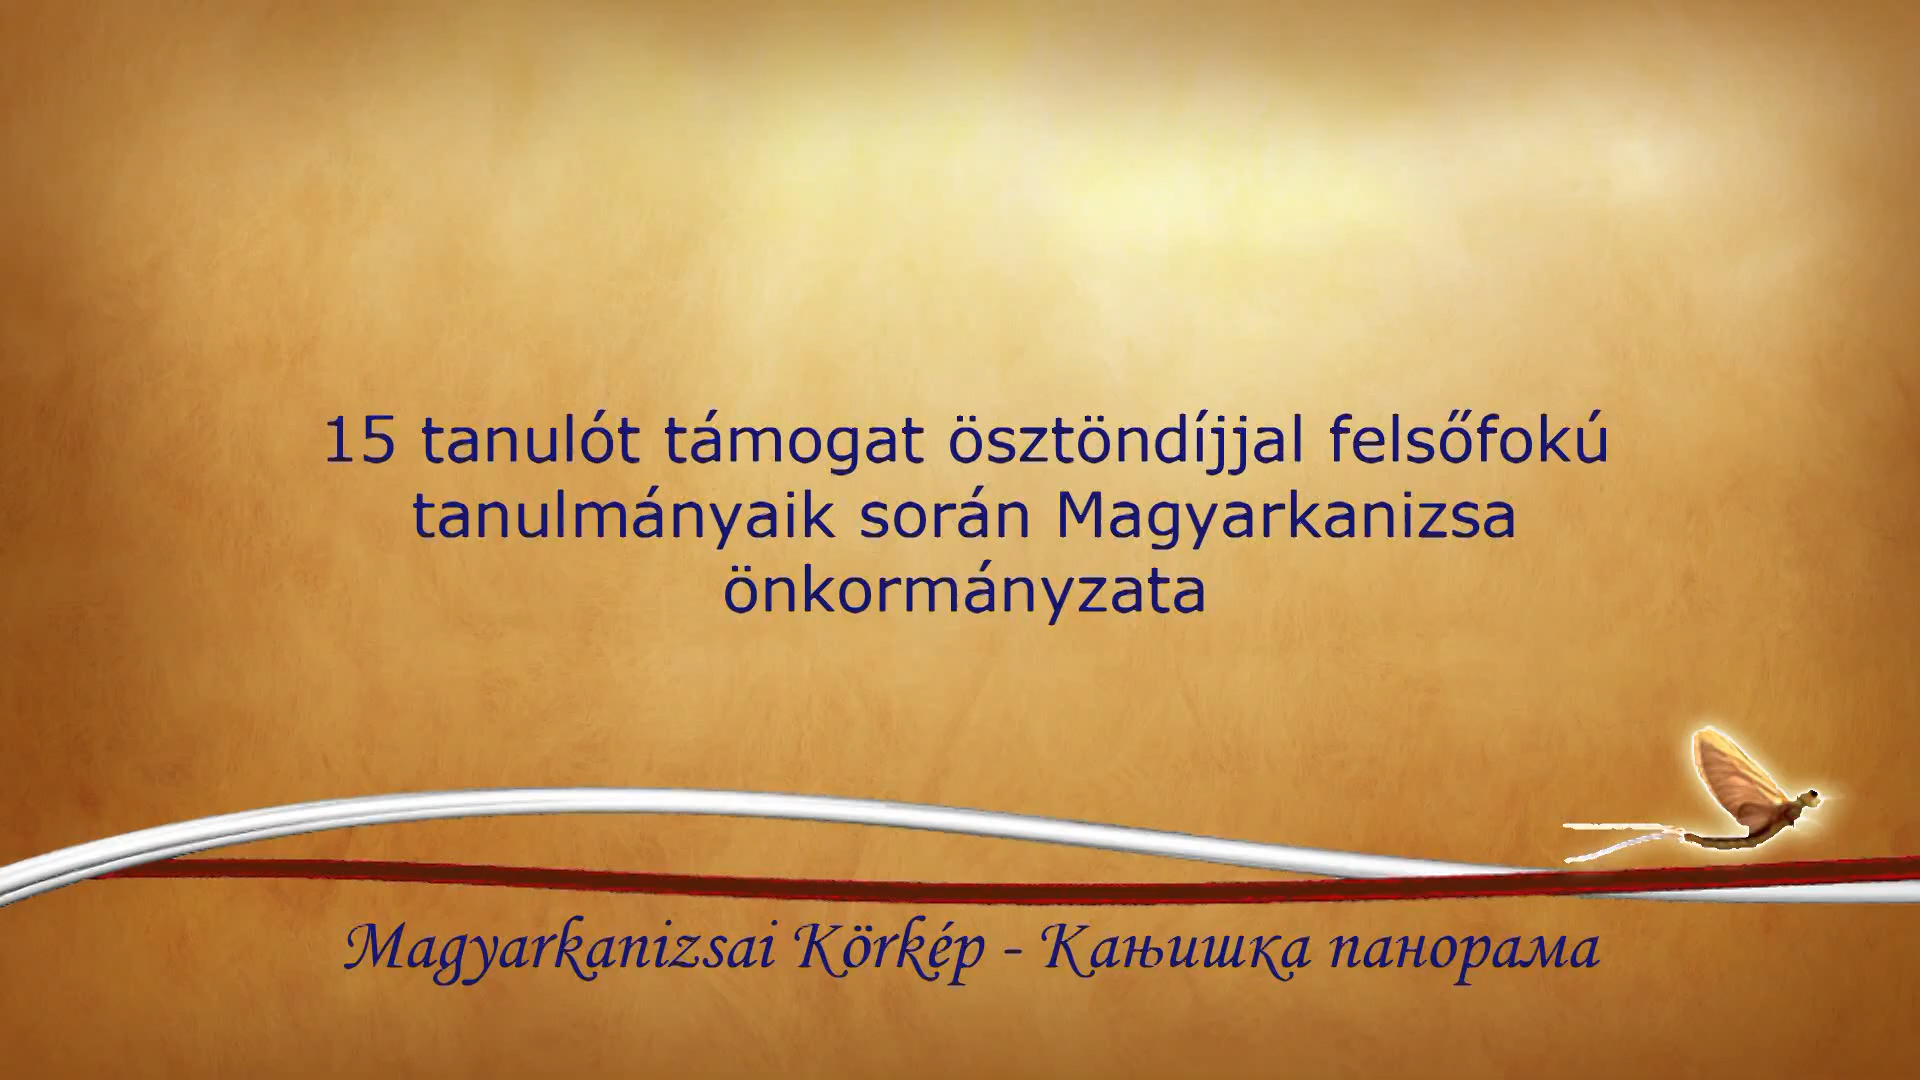 15 tanulót támogat ösztöndíjjal felsőfokú
tanulmányaik során Magyarkanizsa
önkormányzata
Magyarkanizsai Körkép - Кањишка панорама